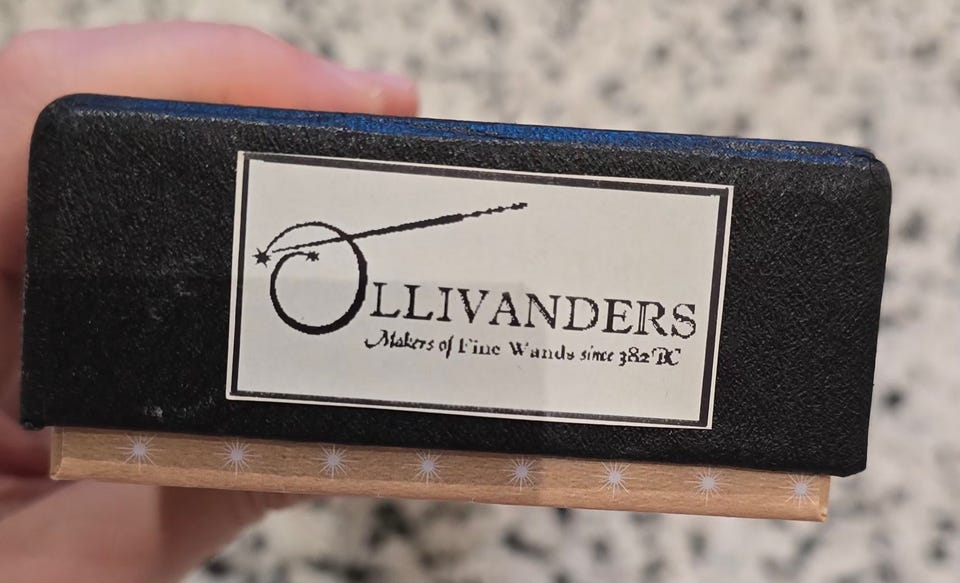 OLLIVANDERS
Makers of Fine Wands since 382 BC